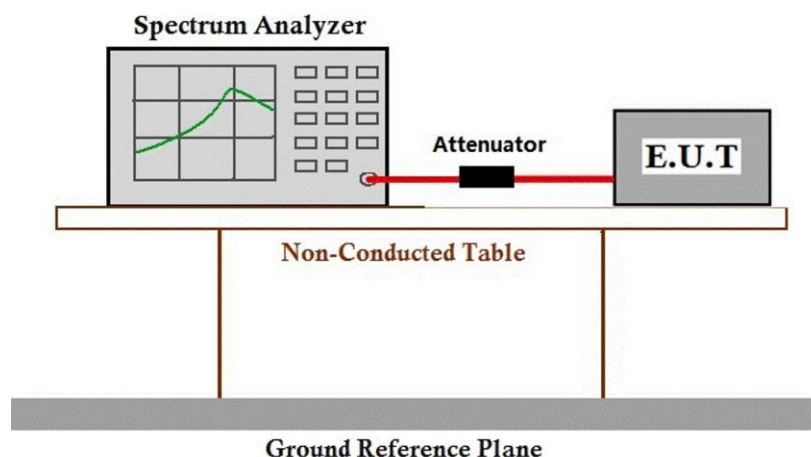 Spectrum Analyzer
Attenuator
E.U.T
Non-Conducted Table
Ground Reference Plane